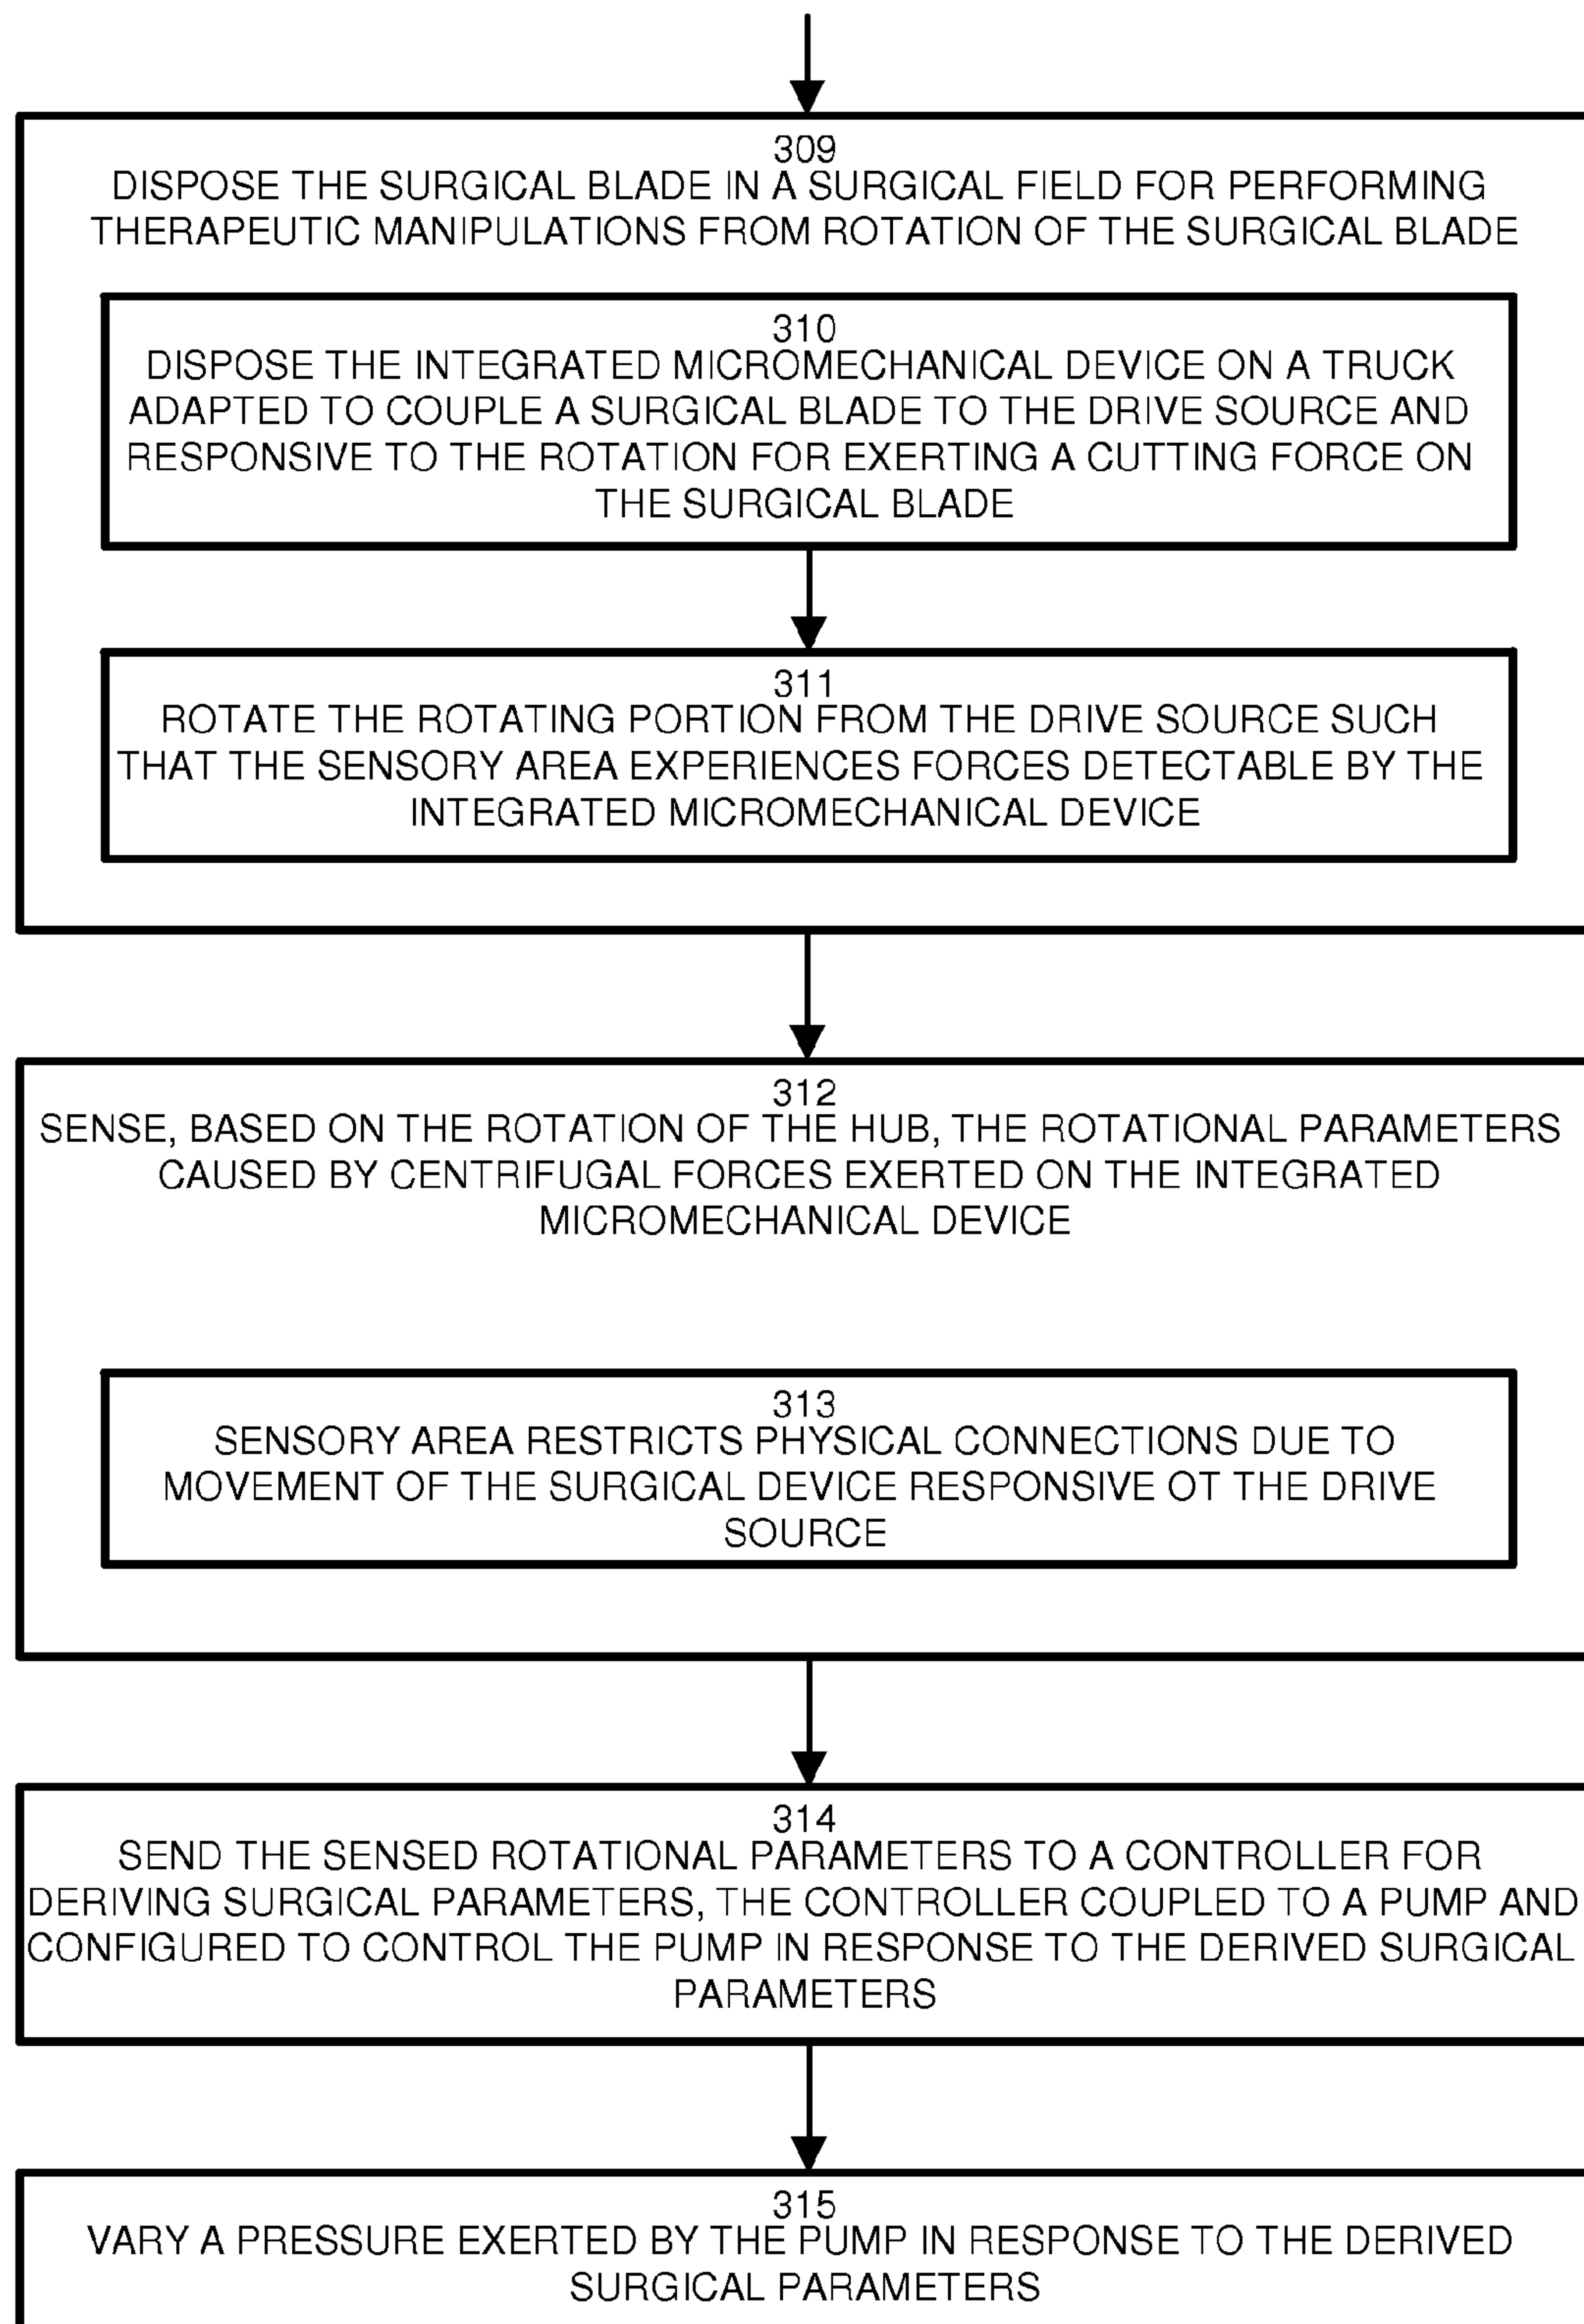 309
DISPOSE THE SURGICAL BLADE IN A SURGICAL FIELD FOR PERFORMING
THERAPEUTIC MANIPULATIONS FROM ROTATION OF THE SURGICAL BLADE
310
DISPOSE THE INTEGRATED MICROMECHANICAL DEVICE ON A TRUCK
ADAPTED TO COUPLE A SURGICAL BLADE TO THE DRIVE SOURCE AND
RESPONSIVE TO THE ROTATION FOR EXERTING A CUTTING FORCE ON
THE SURGICAL BLADE
311
ROTATE THE ROTATING PORTION FROM THE DRIVE SOURCE SUCH
THAT THE SENSORY AREA EXPERIENCES FORCES DETECTABLE BY THE
INTEGRATED MICROMECHANICAL DEVICE
312
SENSE, BASED ON THE ROTATION OF THE HUB, THE ROTATIONAL PARAMETERS
CAUSED BY CENTRIFUGAL FORCES EXERTED ON THE INTEGRATED
MICROMECHANICAL DEVICE
313
SENSORY AREA RESTRICTS PHYSICAL CONNECTIONS DUE TO
MOVEMENT OF THE SURGICAL DEVICE RESPONSIVE OT THE DRIVE
SOURCE
314
SEND THE SENSED ROTATIONAL PARAMETERS TO A CONTROLLER FOR
DERIVING SURGICAL PARAMETERS, THE CONTROLLER COUPLED TO A PUMP AND
CONFIGURED TO CONTROL THE PUMP IN RESPONSE TO THE DERIVED SURGICAL
PARAMETERS
315
VARY A PRESSURE EXERTED BY THE PUMP IN RESPONSE TO THE DERIVED
SURGICAL PARAMETERS